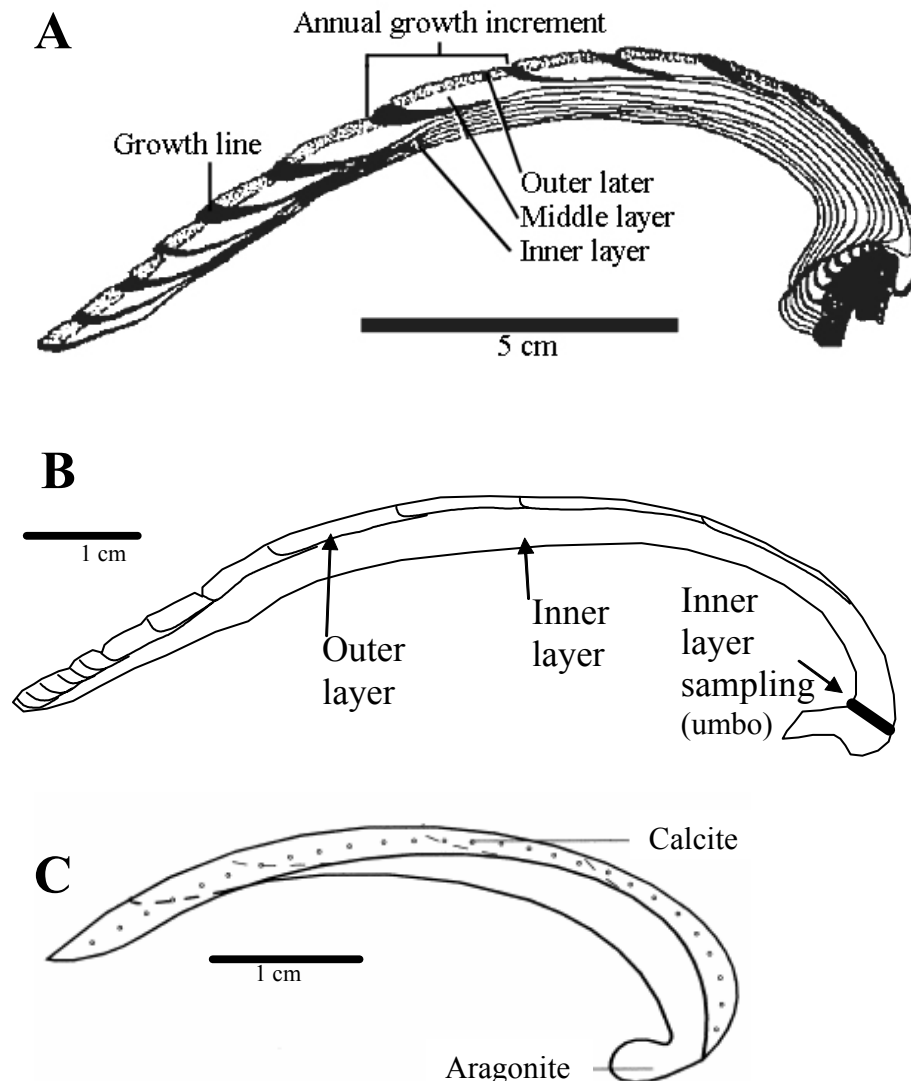 A
Annual growth increment
Growth line
Outer later
Middle layer
Inner layer
5 cm
B
1 cm
Outer
layer
Inner
layer
Inner
layer
sampling
(umbo)
C
Calcite
1 cm
Aragonite